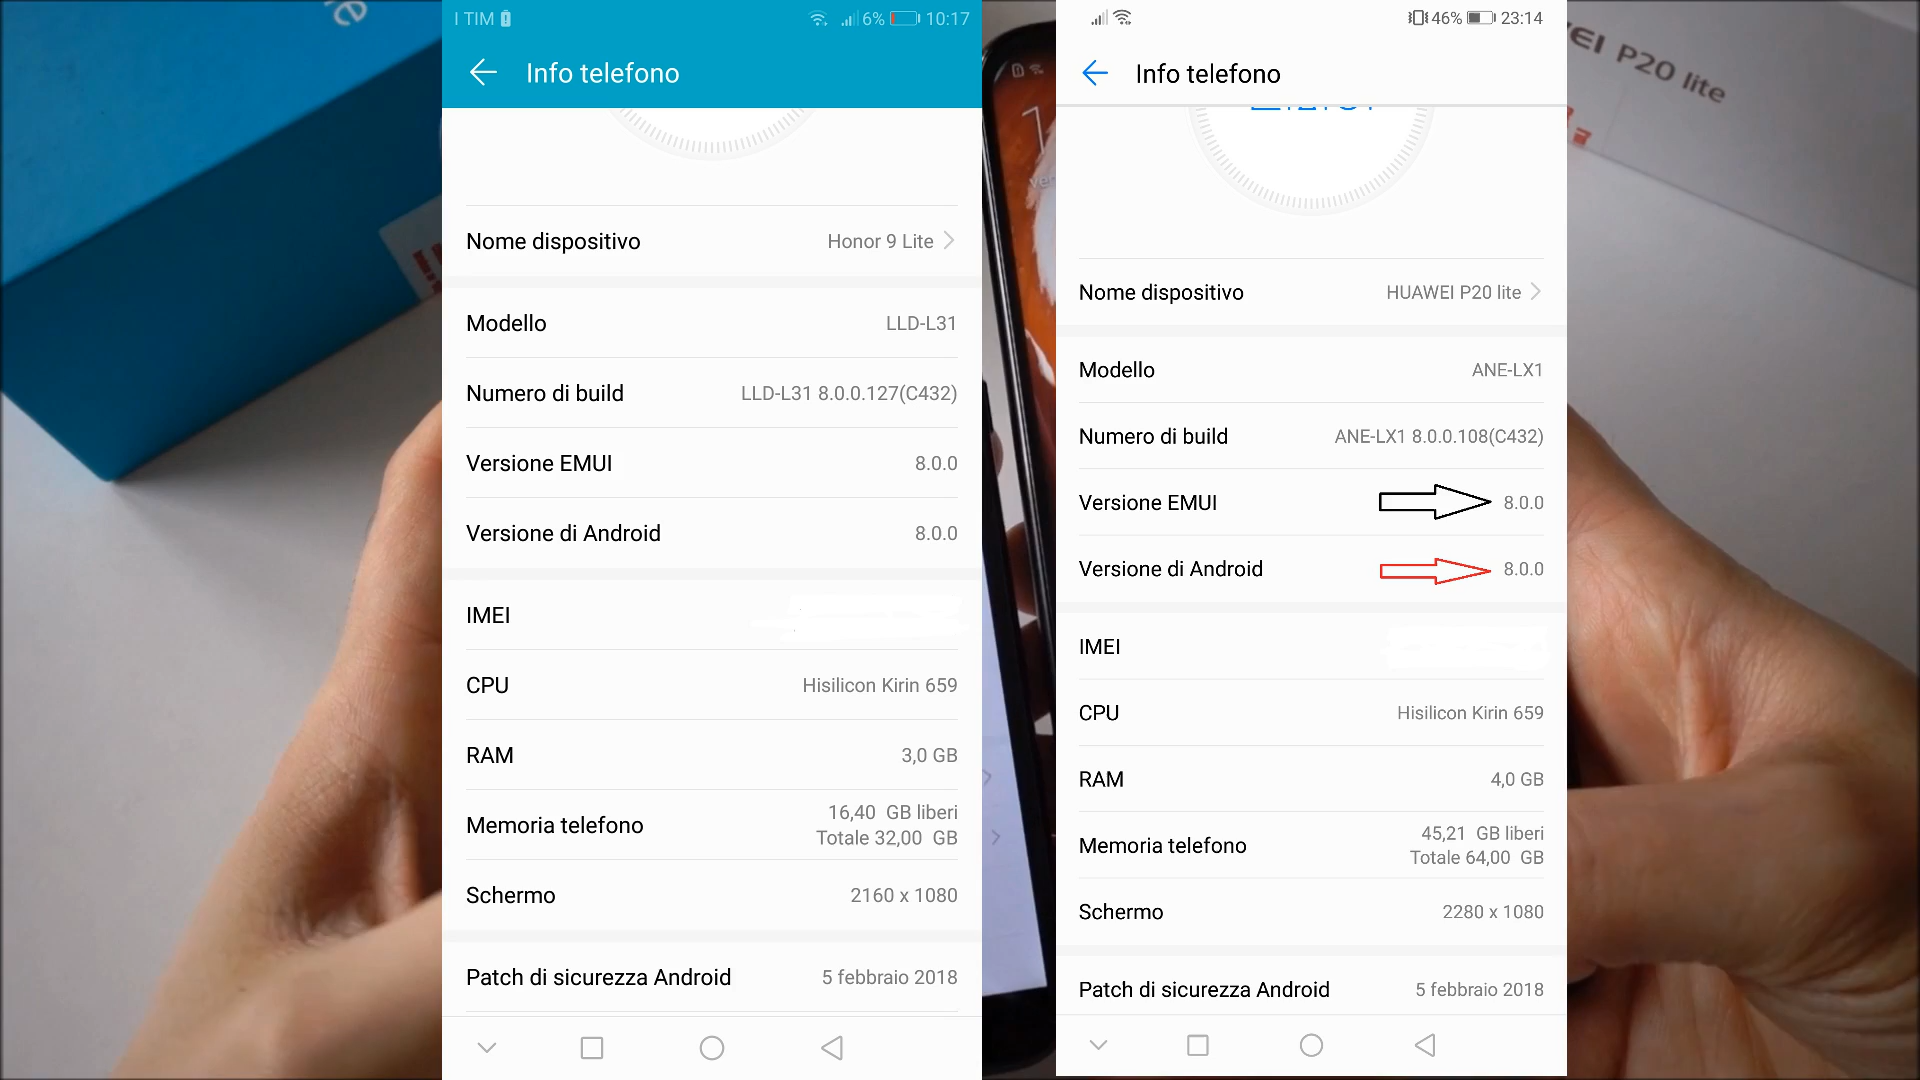 I TIM
6%
10:17
Info telefono
Nome dispositivo
Honor 9 Lite
Modello
LLD-L31
Numero di build
LLD-L31 8.0.0.127(C432)
Versione EMUI
8.0.0
Versione di Android
8.0.0
IMEI
CPU
Hisilicon Kirin 659
RAM
3,0 GB
Memoria telefono
16,40 GB liberi
Totale 32,00 GB
Schermo
2160 x 1080
Patch di sicurezza Android
5 febbraio 2018
46%
23:14
Info telefono
Nome dispositivo
HUAWEI P20 lite
Modello
ANE-LX1
Numero di build
ANE-LX1 8.0.0.108(C432)
Versione EMUI
8.0.0
Versione di Android
8.0.0
IMEI
CPU
Hisilicon Kirin 659
RAM
4,0 GB
Memoria telefono
45,21 GB liberi
Totale 64,00 GB
Schermo
2280 x 1080
Patch di sicurezza Android
5 febbraio 2018
EI P20 lite